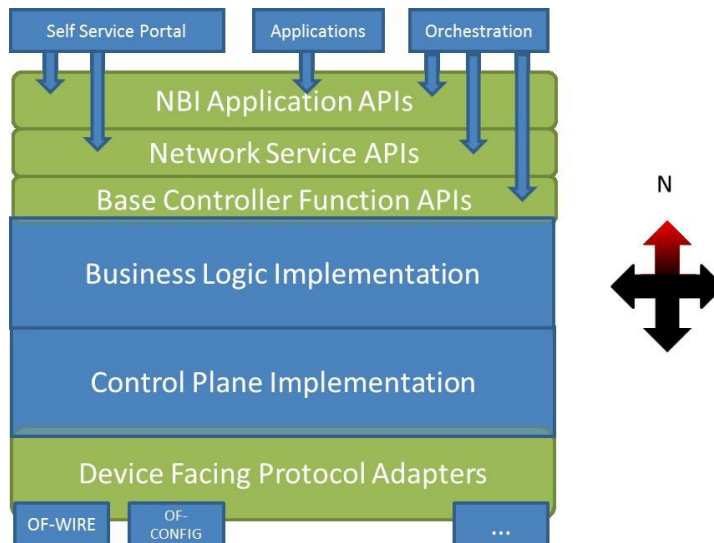 Self Service Portal
Applications
Orchestration
NBI Application APIs
Network Service APIs
Base Controller Function APIs
Business Logic Implementation
Control Plane Implementation
Device Facing Protocol Adapters
OF-WIRE
OF-
CONFIG
...
N